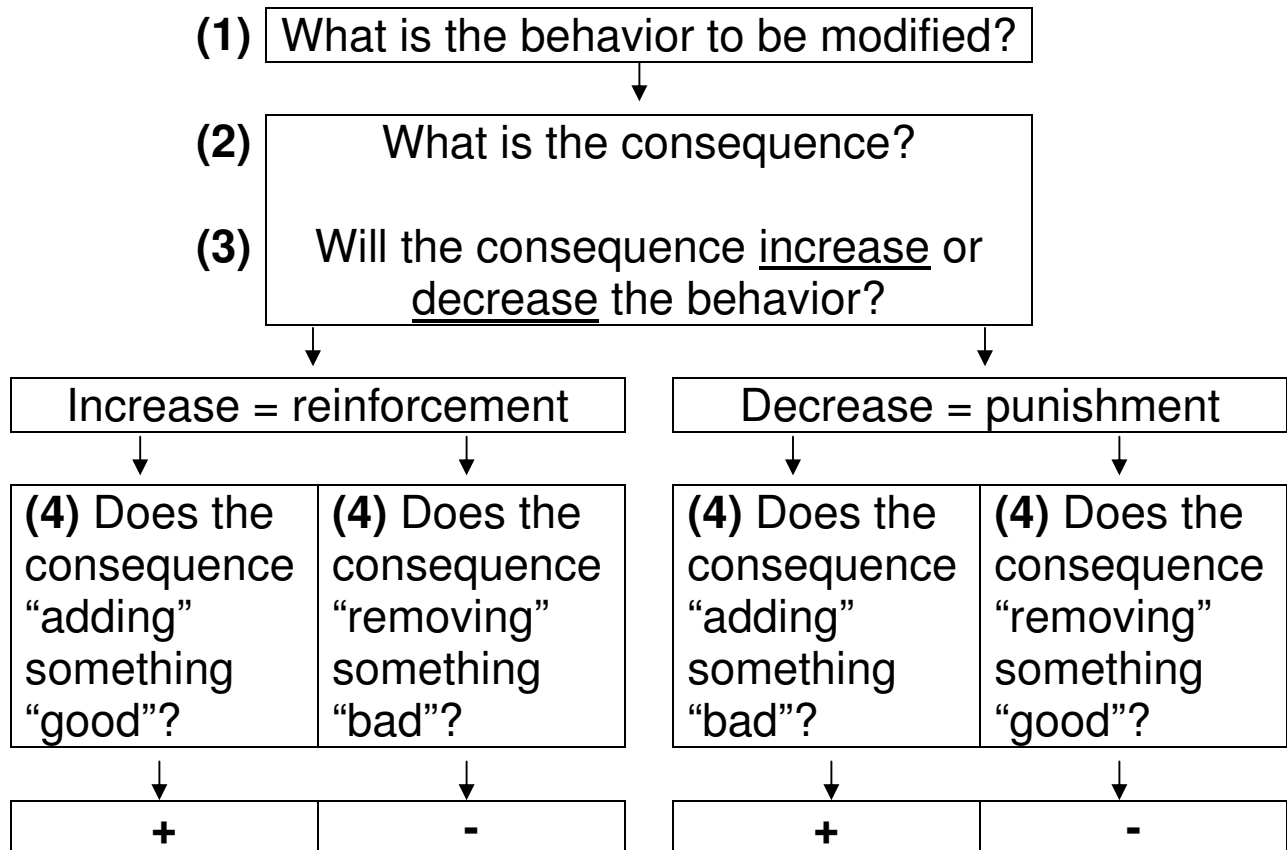 (1) What is the behavior to be modified?
(2) What is the consequence?
(3) Will the consequence increase or
decrease the behavior?
Increase = reinforcement
Decrease = punishment
(4) Does the
consequence
“adding”
something
“good”?
(4) Does the
consequence
“removing”
something
“bad”?
(4) Does the
consequence
“adding”
something
“bad”?
(4) Does the
consequence
“removing”
something
“good”?
+
-
+
-